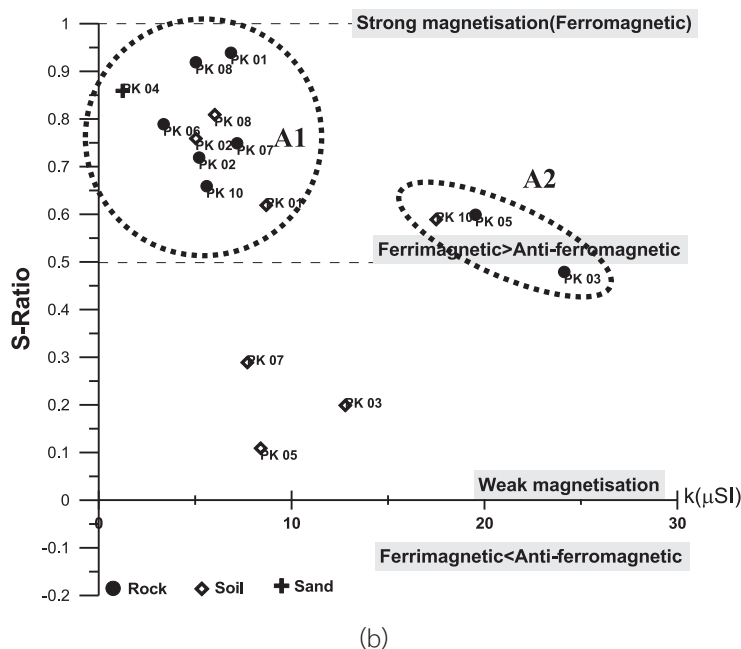 1
Strong magnetisation(Ferromagnetic)
PK 08
PK 01
0.9
PK 04
0.8
PK 06
PK 08
PK 02
PK 07
A1
0.7
PK 02
PK 10
PK 01
A2
0.6
PK 10
PK 05
Ferrimagnetic>Anti-ferromagnetic
0.5
PK 03
S-Ratio
0.4
0.3
PK 07
0.2
PK 03
0.1
PK 05
Weak magnetisation
0
k(μSI)
0
10
20
30
-0.1
Ferrimagnetic<Anti-ferromagnetic
-0.2
Rock
Soil
Sand
(b)